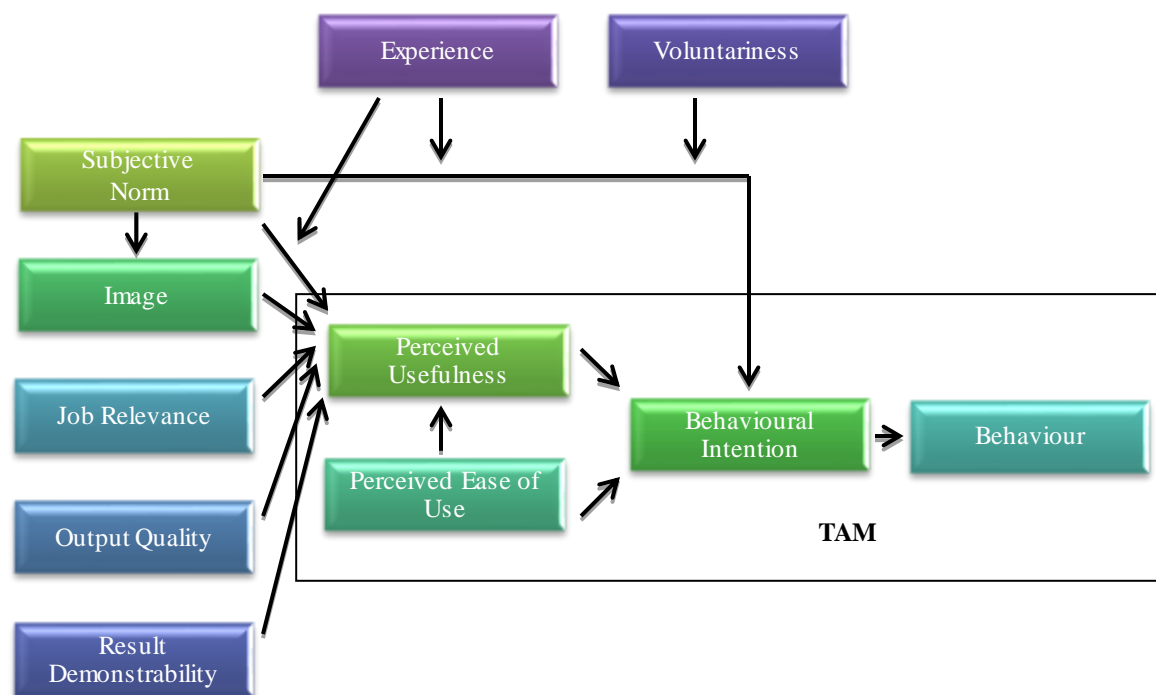 Experience
Voluntariness
Subjective
Norm
Image
Perceived
Usefulness
Job Relevance
Behavioural
Intention
Behaviour
Perceived Ease of
Use
Output Quality
TAM
Result
Demonstrability